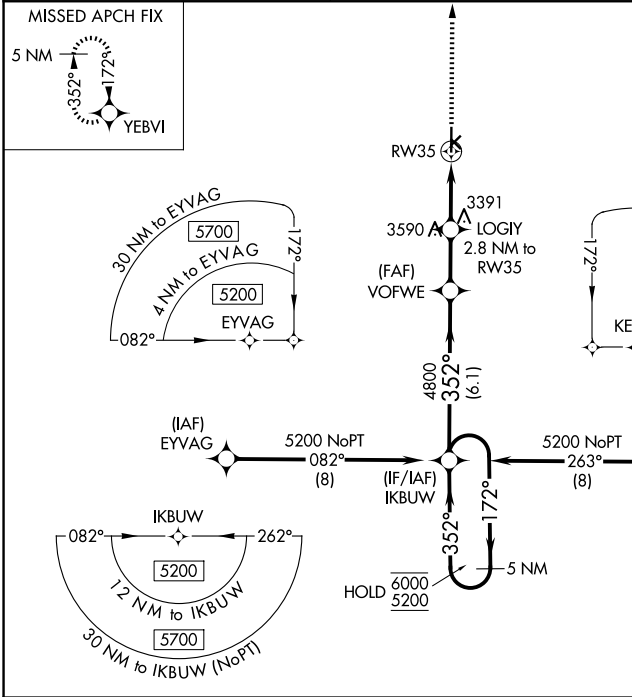 MISSED APCH FIX
5 NM
352°
172°
YEBVI
RW35
3391
3590
LOGIY
2.8 NM to
RW35
30 NM to EYVAG
5700
172°
4 NM to EYVAG
5200
EYVAG
082°
(FAF)
VOFWE
172°
KE
4800
352°
(6.1)
(IAF)
EYVAG
5200 NoPT
082°
(8)
(IF/IAF)
IKBUW
5200 NoPT
263°
(8)
352°
172°
HOLD 6000
5200
5 NM
IKBUW
082°
262°
5200
12 NM to IKBUW
5700
30 NM to IKBUW (NoPT)